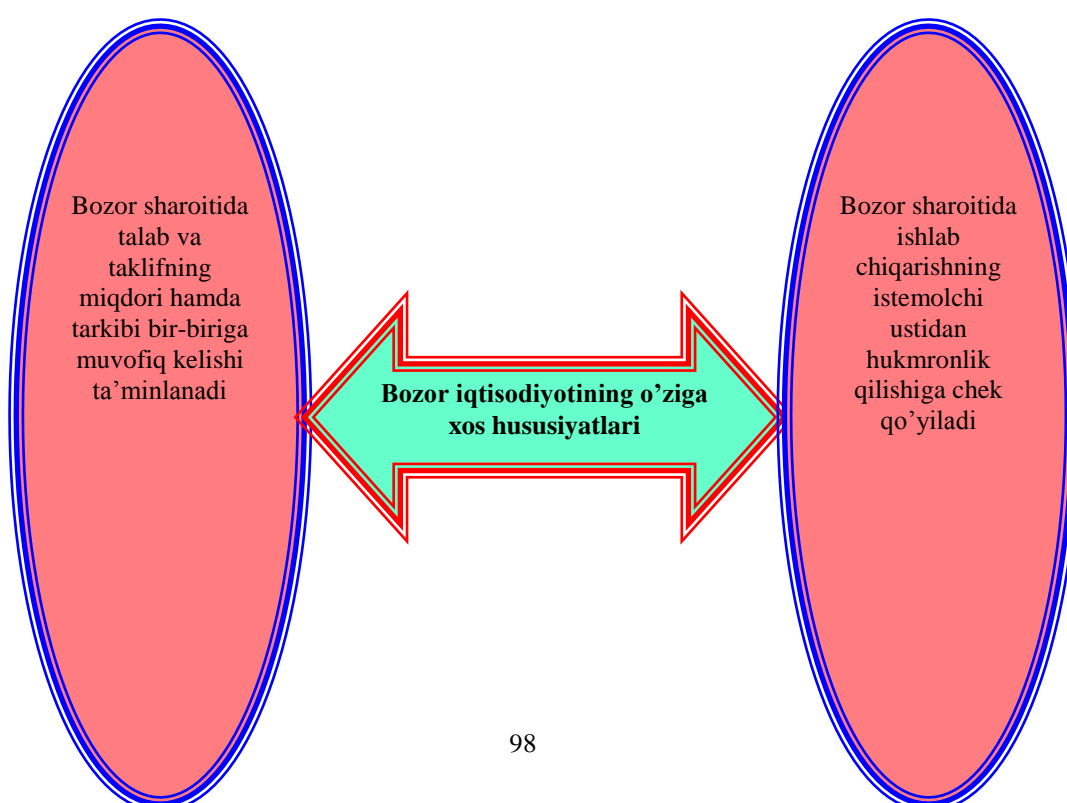 Bozor sharoitida
talab va
taklifning
miqdori hamda
tarkibi bir-biriga
muvofiq kelishi
ta’minlanadi
Bozor iqtisodiyotining o’ziga
xos hususiyatlari
Bozor sharoitida
ishlab
chiqarishning
istemolchi
ustidan
hukmronlik
qilishiga chek
qo’yiladi
98